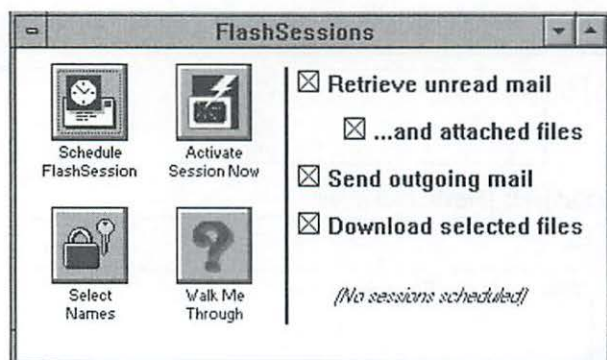 FlashSessions
Schedule
FlashSession
Activate
Session Now
Select
Names
Walk Me
Through
Retrieve unread mail
...and attached files
Send outgoing mail
Download selected files
(No sessions scheduled)